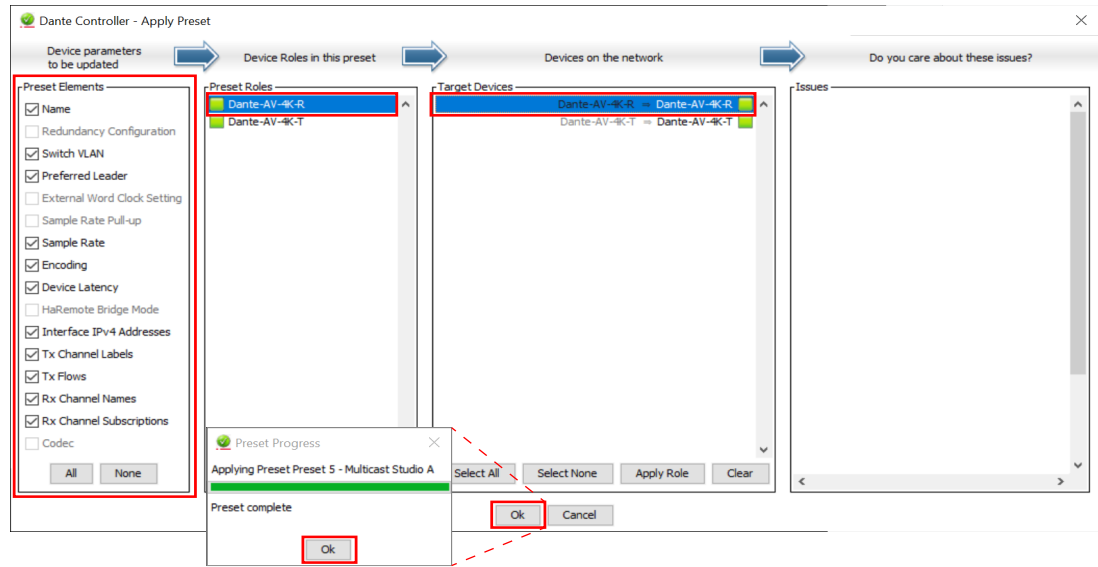 Dante Controller - Apply Preset
Device parameters
to be updated
Device Roles in this preset
Devices on the network
Do you care about these issues?
Preset Elements
Name
Redundancy Configuration
Switch VLAN
Preferred Leader
External Word Clock Setting
Sample Rate Pull-up
Sample Rate
Encoding
Device Latency
HaRemote Bridge Mode
Interface IPv4 Addresses
Tx Channel Labels
Tx Flows
Rx Channel Names
Rx Channel Subscriptions
Codec
All None
Preset Roles
Dante-AV-4K-R
Dante-AV-4K-T
Target Devices
Dante-AV-4K-R ⇒ Dante-AV-4K-R
Dante-AV-4K-T ⇒ Dante-AV-4K-T
Select All Select None Apply Role Clear
Issues
Ok Cancel
Preset Progress
Applying Preset Preset 5 - Multicast Studio A
Preset complete
Ok